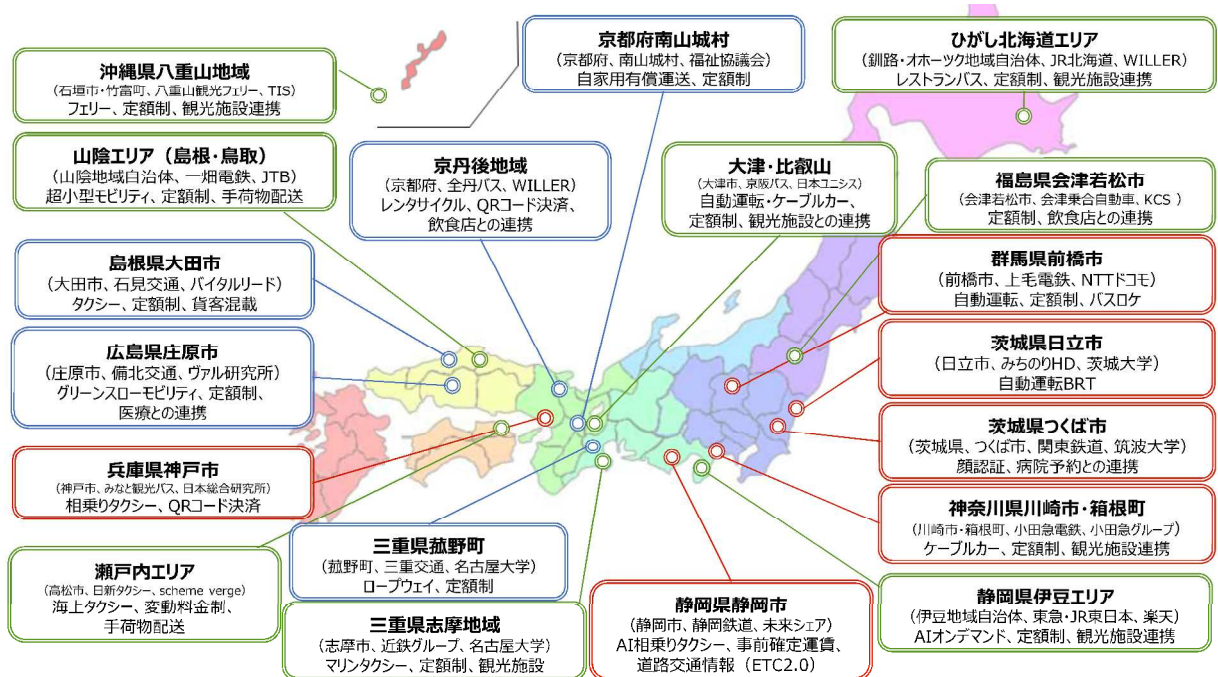 沖縄県八重山地域
（石垣市・竹富町、八重山観光フェリー、TIS）
フェリー、定額制、観光施設連携
山陰エリア（島根・鳥取）
（山陰地域自治体、一畑電鉄、JTB）
超小型モビリティ、定額制、手荷物配送
島根県大田市
（大田市、石見交通、バイタルリード）
タクシー、定額制、貨客混載
広島県庄原市
（庄原市、備北交通、ヴァル研究所）
グリーンスローモビリティ、定額制、
医療との連携
兵庫県神戸市
（神戸市、みなと観光バス、日本総合研究所）
相乗りタクシー、QRコード決済
瀬戸内エリア
（高松市、日新タクシー、scheme verge）
海上タクシー、変動料金制、
手荷物配送
京都府南山城村
（京都府、南山城村、福祉協議会）
自家用有償運送、定額制
京丹後地域
（京都府、全丹バス、WILLER）
レンタサイクル、QRコード決済、
飲食店との連携
三重県菰野町
（菰野町、三重交通、名古屋大学）
ロープウェイ、定額制
三重県志摩地域
（志摩市、近鉄グループ、名古屋大学）
マリンタクシー、定額制、観光施設
大津・比叡山
（大津市、京阪バス、日本ユニシス）
自動運転・ケーブルカー、
定額制、観光施設との連携
静岡県静岡市
（静岡市、静岡鉄道、未来シェア）
AI相乗りタクシー、事前確定運賃、
道路交通情報（ETC2.0）
ひがし北海道エリア
（釧路・オホーツク地域自治体、JR北海道、WILLER）
レストランバス、定額制、観光施設連携
福島県会津若松市
（会津若松市、会津乗合自動車、KCS ）
定額制、飲食店との連携
群馬県前橋市
（前橋市、上毛電鉄、NTTドコモ）
自動運転、定額制、バスロケ
茨城県日立市
（日立市、みちのりHD、茨城大学）
自動運転BRT
茨城県つくば市
（茨城県、つくば市、関東鉄道、筑波大学）
顔認証、病院予約との連携
神奈川県川崎市・箱根町
（川崎市・箱根町、小田急電鉄、小田急グループ）
ケーブルカー、定額制、観光施設連携
静岡県伊豆エリア
（伊豆地域自治体、東急・JR東日本、楽天）
AIオンデマンド、定額制、観光施設連携